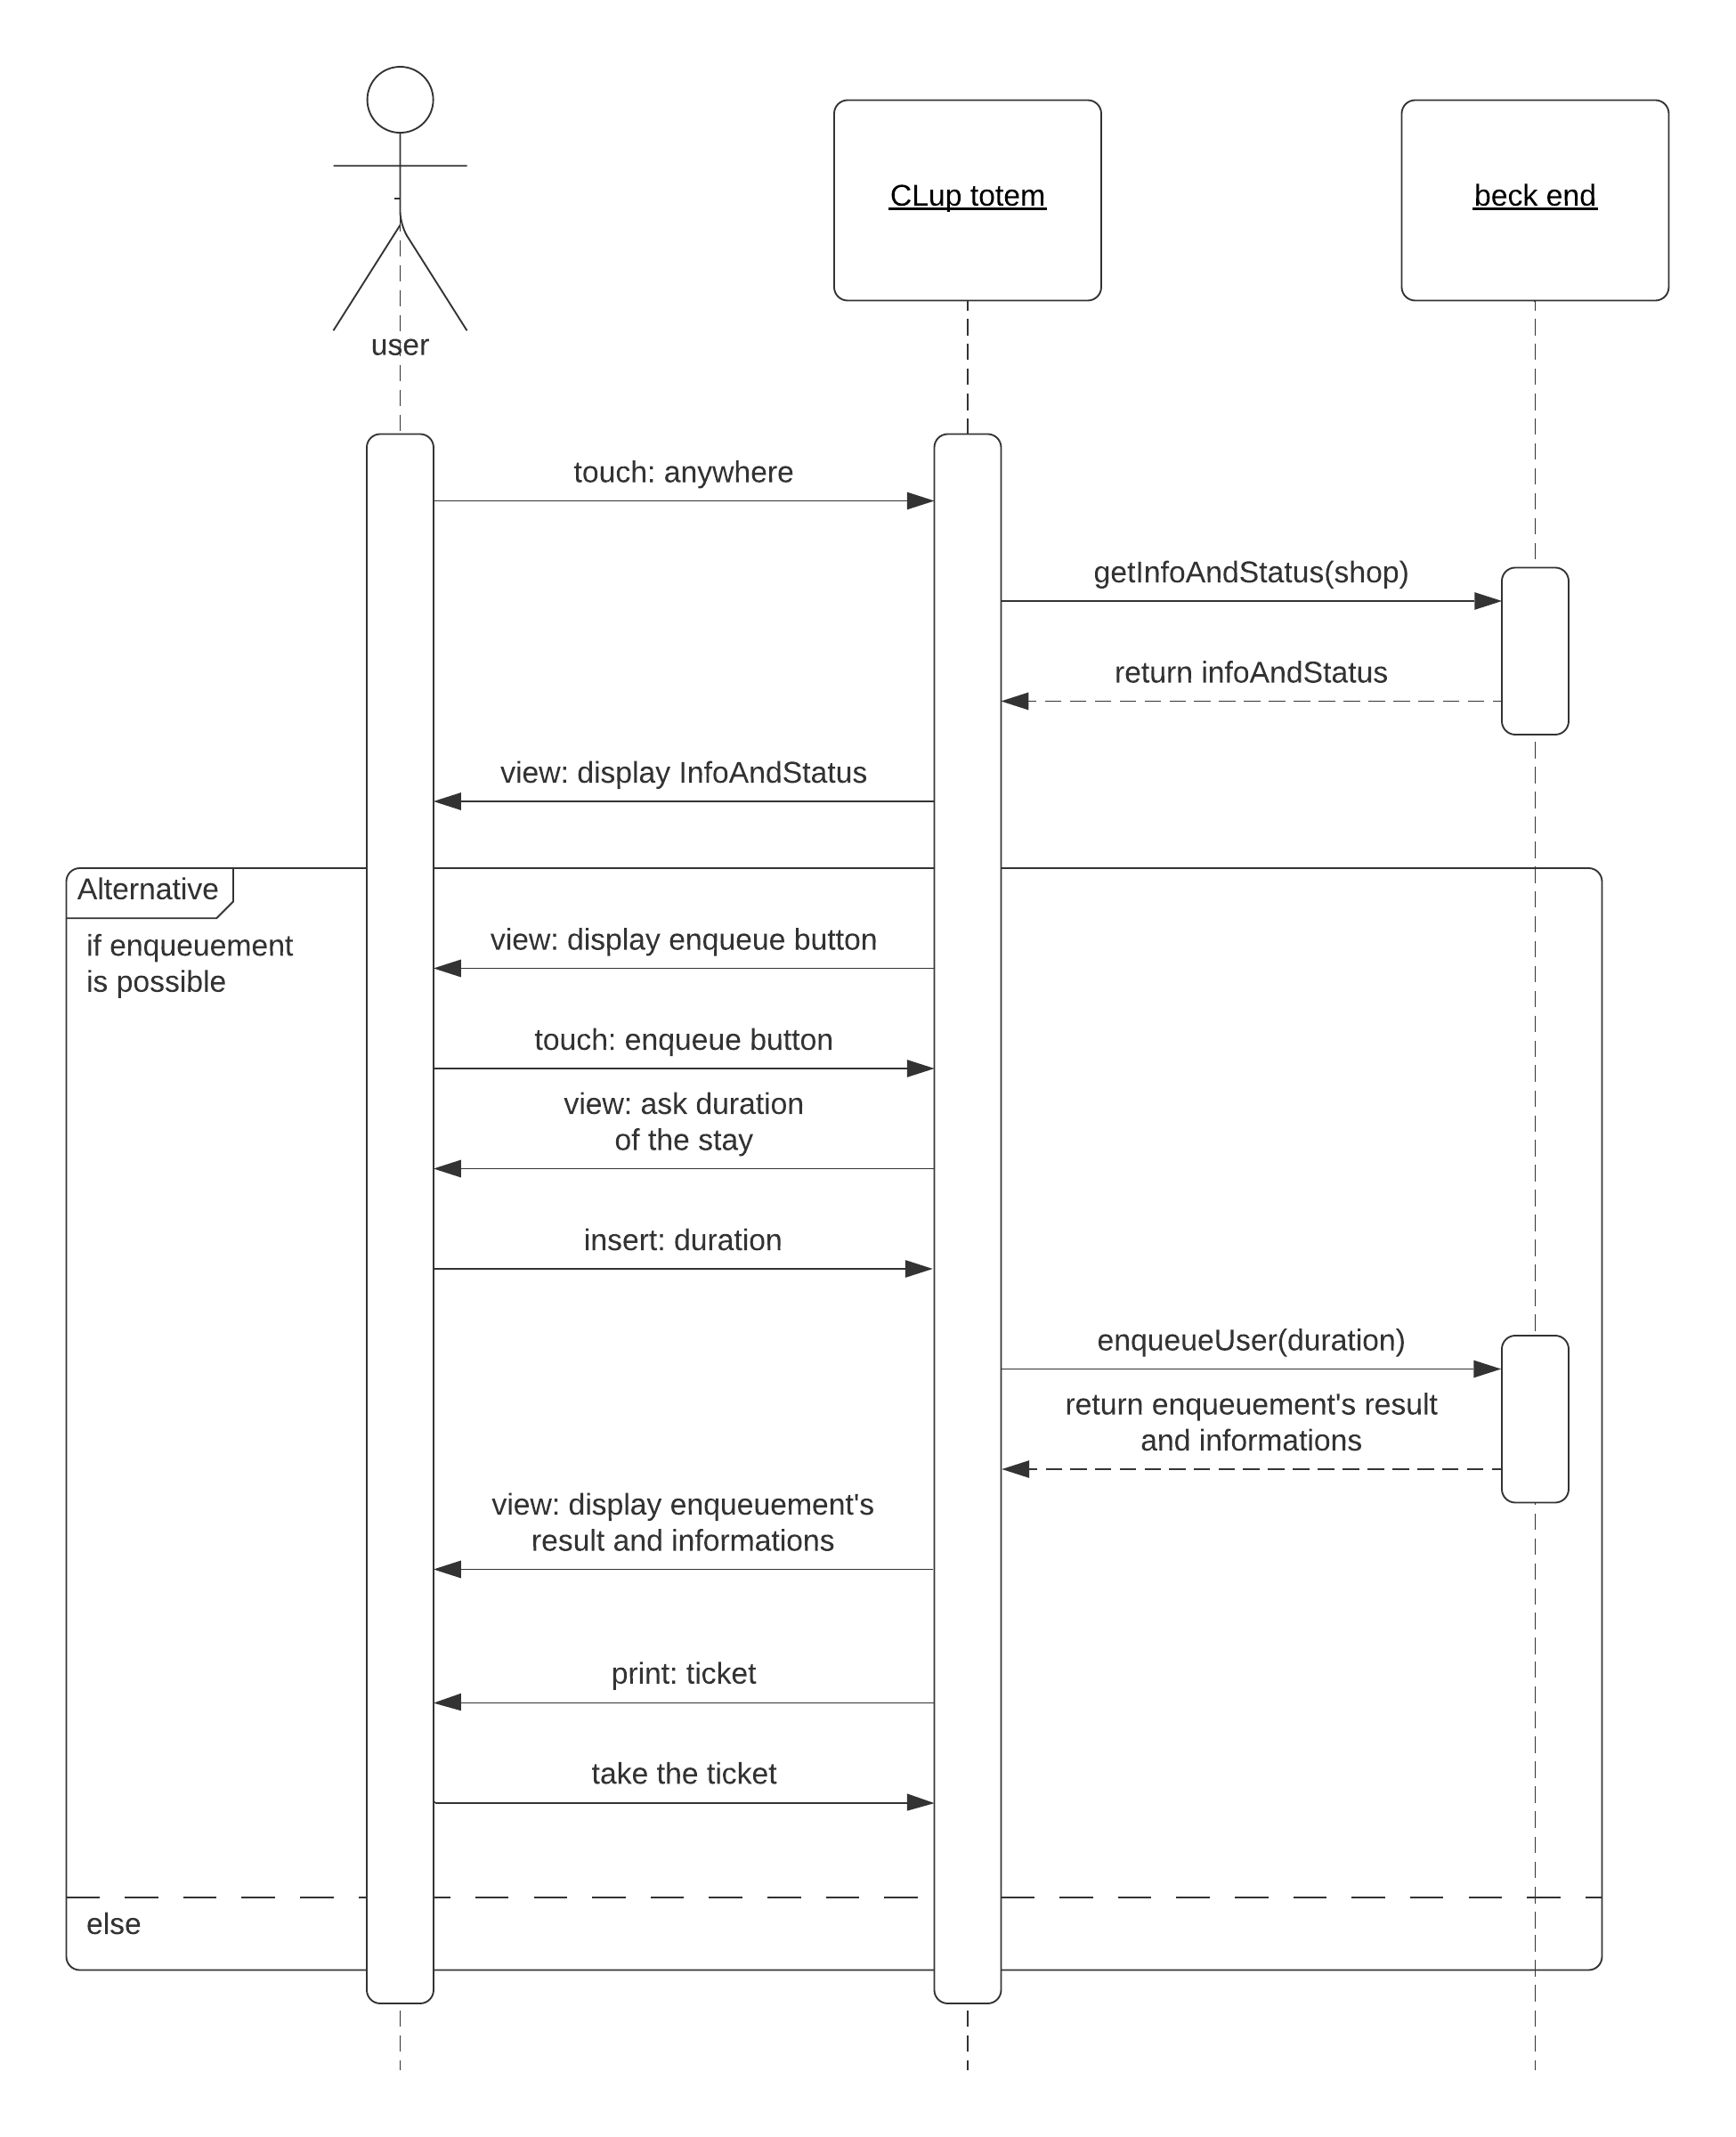 CLup totem
beck end
user
touch: anywhere
getInfoAndStatus(shop)
return infoAndStatus
view: display InfoAndStatus
Alternative
if enqueuement
is possible
view: display enqueue button
touch: enqueue button
view: ask duration
of the stay
insert: duration
enqueueUser(duration)
return enqueuement's result
and informations
view: display enqueuement's
result and informations
print: ticket
take the ticket
else